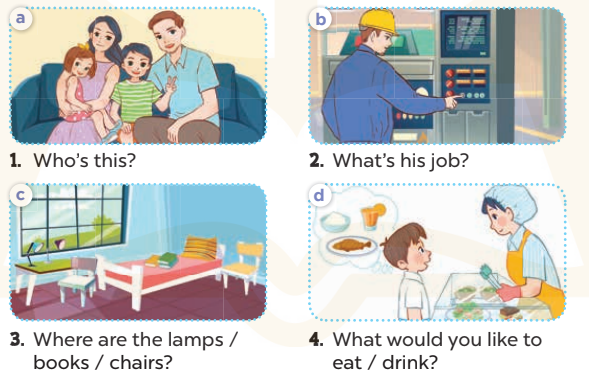 a
b
1. Who's this?
2. What's his job?
c
d
3. Where are the lamps /
books / chairs?
4. What would you like to
eat / drink?